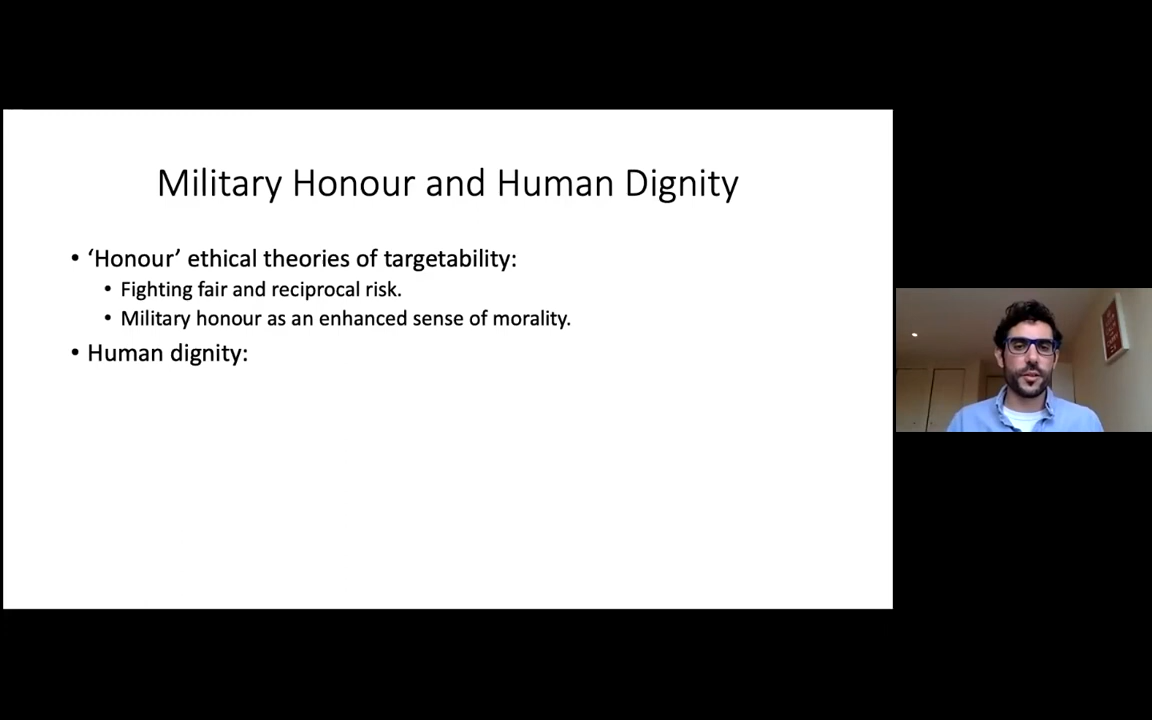 Military Honour and Human Dignity
• ‘Honour’ ethical theories of targetability:
• Fighting fair and reciprocal risk.
• Military honour as an enhanced sense of morality.
• Human dignity: